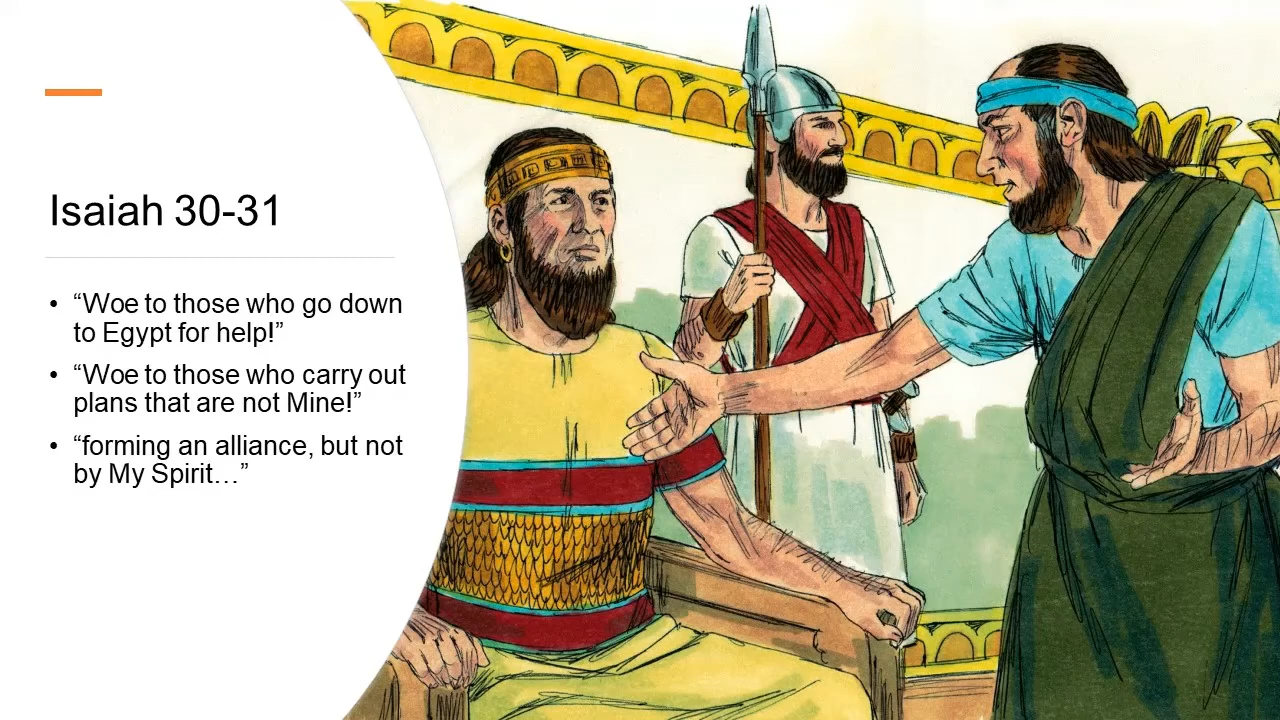 Isaiah 30-31
• “Woe to those who go down
to Egypt for help!”
• “Woe to those who carry out
plans that are not Mine!”
• “forming an alliance, but not
by My Spirit…”